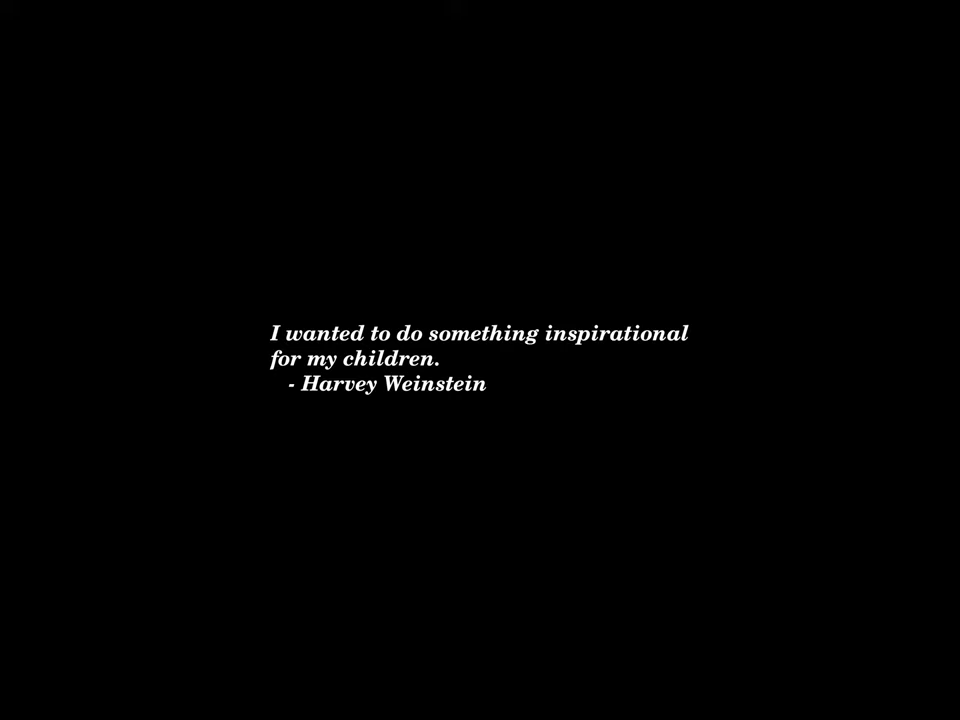 I wanted to do something inspirational
for my children.
- Harvey Weinstein